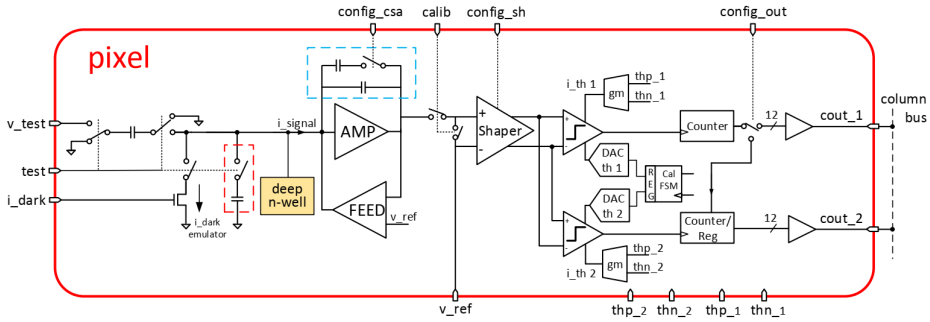 config_csa
calib
config_sh
config_out
pixel
i_th 1
gm
thp_1
thn_1
v_test
i_signal
AMP
+
Shaper
-
+
-
Counter
12
cout_1
column
bus
test
deep
n-well
DAC
th 1
R
E
G
Cal
FSM
i_dark
i_dark
emulator
FEED
v_ref
DAC
th 2
+
-
Counter/
Reg
12
cout_2
i_th 2
gm
thp_2
thn_2
v_ref
thp_2
thn_2
thp_1
thn_1